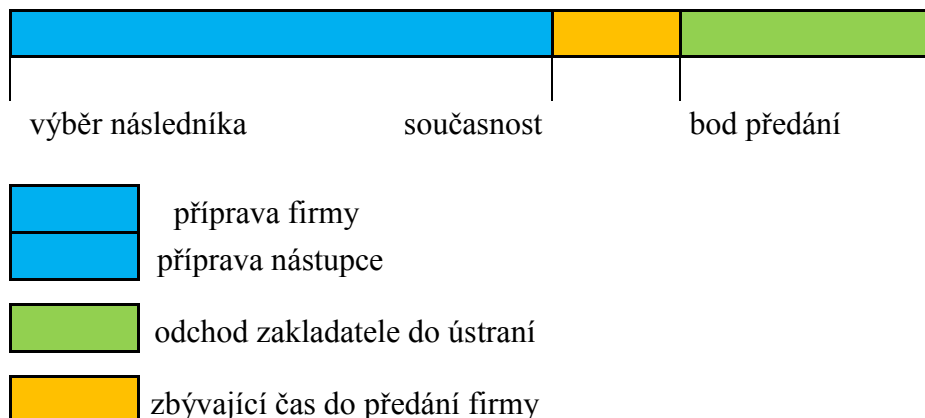 výběr následníka současnost bod předání
příprava firmy
příprava nástupce
odchod zakladatele do ústraní
zbývající čas do předání firmy